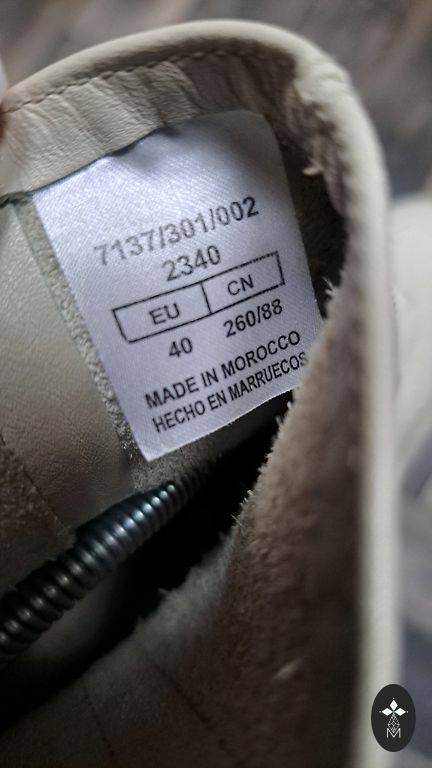 7137/301/002
2340
EU CN
40 260/88
MADE IN MOROCCO
HECHO EN MARRUECOS
M